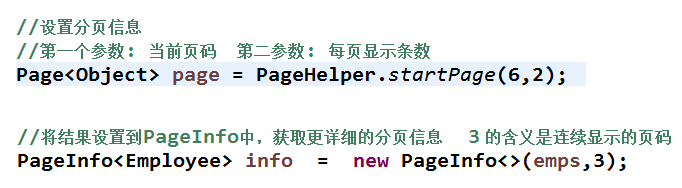 //设置分页信息
//第一个参数: 当前页码  第二参数: 每页显示条数
Page<Object> page = PageHelper.startPage(6,2);
//将结果设置到PageInfo中，获取更详细的分页信息  3 的含义是连续显示的页码
PageInfo<Employee> info  =  new PageInfo<>(emps,3);